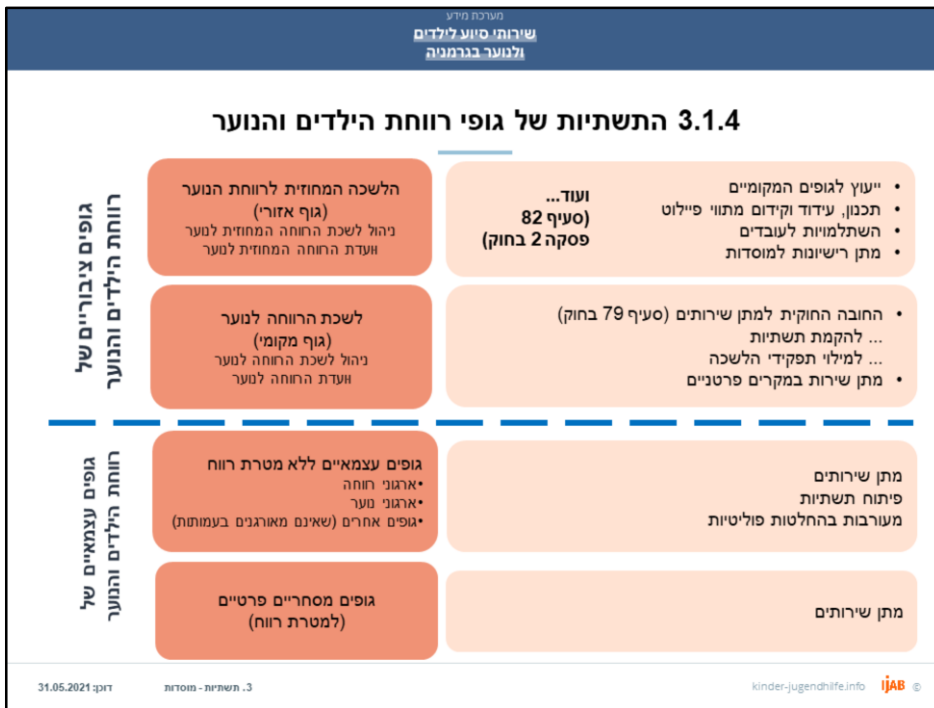 מערכת מידע
שירותי סיוע לילדים
ולנוער בגרמניה
3.1.4 התשתיות של גופי רווחת הילדים והנוער
גופים ציבוריים של
רווחת הילדים והנוער
הלשכה המחוזית לרווחת הנוער
(גוף אזורי)
ניהול לשכת הרווחה המחוזית לנוער
וועדת הרווחה המחוזית לנוער
• ייעוץ לגופים המקומיים
• תכנון, עידוד וקידום מתווי פיילוט
• השתלמויות לעובדים
• מתן רישיונות למוסדות
ועוד...
(סעיף 82
פסקה 2 בחוק)
לשכת הרווחה לנוער
(גוף מקומי)
ניהול לשכת הרווחה לנוער
וועדת הרווחה לנוער
• החובה החוקית למתן שירותים (סעיף 79 בחוק)
... להקמת תשתיות
... למילוי תפקידי הלשכה
• מתן שירות במקרים פרטניים
גופים עצמאיים של
רווחת הילדים והנוער
גופים עצמאיים ללא מטרת רווח
•ארגוני רווחה
•ארגוני נוער
•גופים אחרים (שאינם מאורגנים בעמותות)
מתן שירותים
פיתוח תשתיות
מעורבות בהחלטות פוליטיות
גופים מסחריים פרטיים
(למטרת רווח)
מתן שירותים
דוכן: 31.05.2021
3. תשתיות - מוסדות
kinder-jugendhilfe.info
IJAB ©